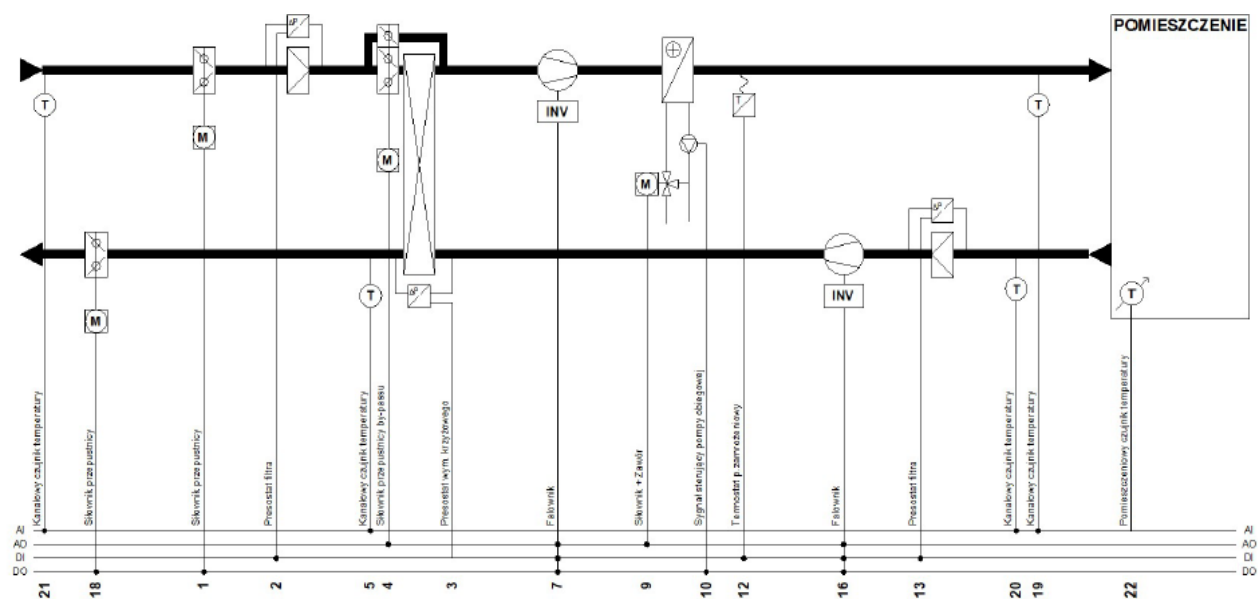 POMIESZCZENIE
ΔP
T
M
M
INV
T
T
M
ΔP
M
T
ΔP
INV
T
T
Kanałowy czujnik temperatury
Siłownik przepustnicy
Siłownik przepustnicy
Presostat filtra
Kanałowy czujnik temperatury
Siłownik przepustnicy by-passu
Presostat wym. krzyżowego
Falownik
Siłownik + Zawór
Sygnał sterujący pompy obiegowej
Termostat p.zamrożeniowy
Falownik
Presostat filtra
Kanałowy czujnik temperatury
Kanałowy czujnik temperatury
Pomieszczeniowy czujnik temperatury
AI AI
AO AO
DI DI
DO DO
21 18 1 2 5 4 3 7 9 10 12 16 13 20 19 22